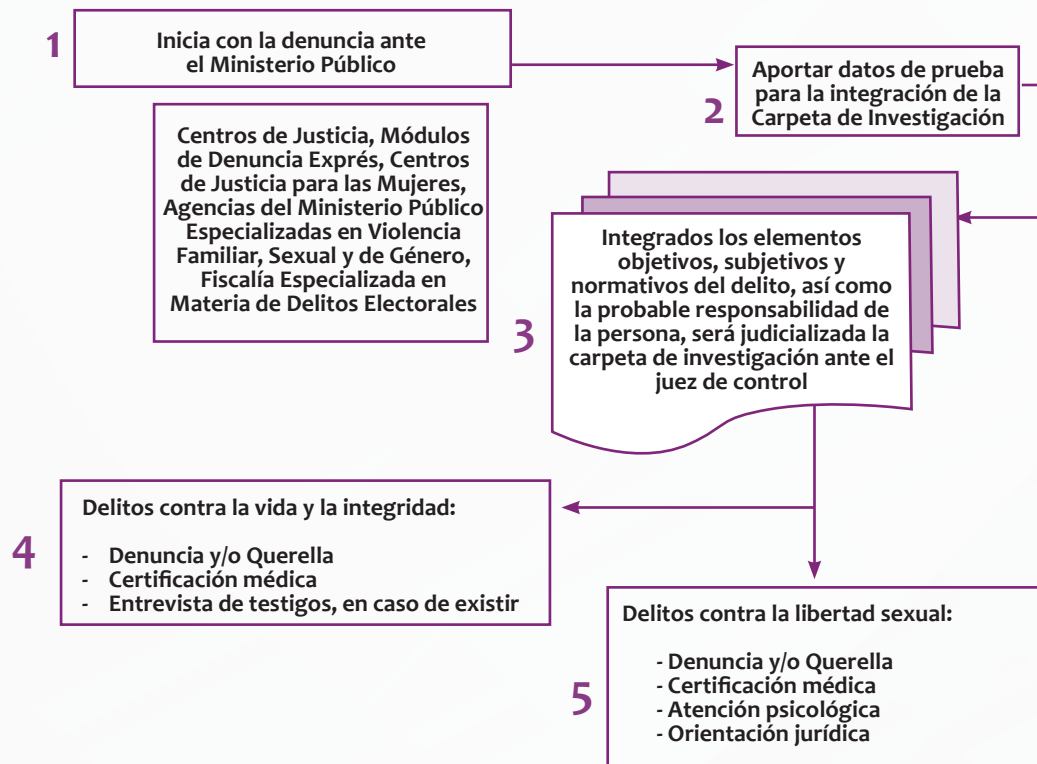 1
Inicia con la denuncia ante
el Ministerio Público
Centros de Justicia, Módulos
de Denuncia Exprés, Centros
de Justicia para las Mujeres,
Agencias del Ministerio Público
Especializadas en Violencia
Familiar, Sexual y de Género,
Fiscalía Especializada en
Materia de Delitos Electorales
2
Aportar datos de prueba
para la integración de la
Carpeta de Investigación
3
Integrados los elementos
objetivos, subjetivos y
normativos del delito, así como
la probable responsabilidad de
la persona, será judicializada la
carpeta de investigación ante el
juez de control
4
Delitos contra la vida y la integridad:
- Denuncia y/o Querella
- Certificación médica
- Entrevista de testigos, en caso de existir
5
Delitos contra la libertad sexual:
- Denuncia y/o Querella
- Certificación médica
- Atención psicológica
- Orientación jurídica